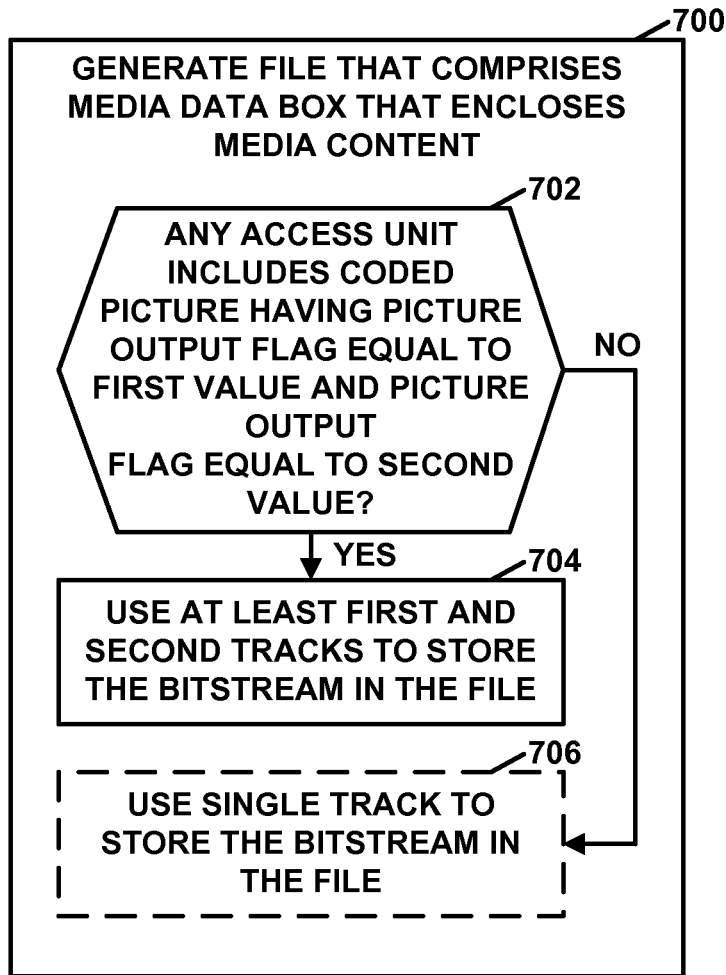 700
GENERATE FILE THAT COMPRISES
MEDIA DATA BOX THAT ENCLOSES
MEDIA CONTENT
702
ANY ACCESS UNIT
INCLUDES CODED
PICTURE HAVING PICTURE
OUTPUT FLAG EQUAL TO
FIRST VALUE AND PICTURE
OUTPUT
FLAG EQUAL TO SECOND
VALUE?
NO
YES
704
USE AT LEAST FIRST AND
SECOND TRACKS TO STORE
THE BITSTREAM IN THE FILE
706
USE SINGLE TRACK TO
STORE THE BITSTREAM IN
THE FILE